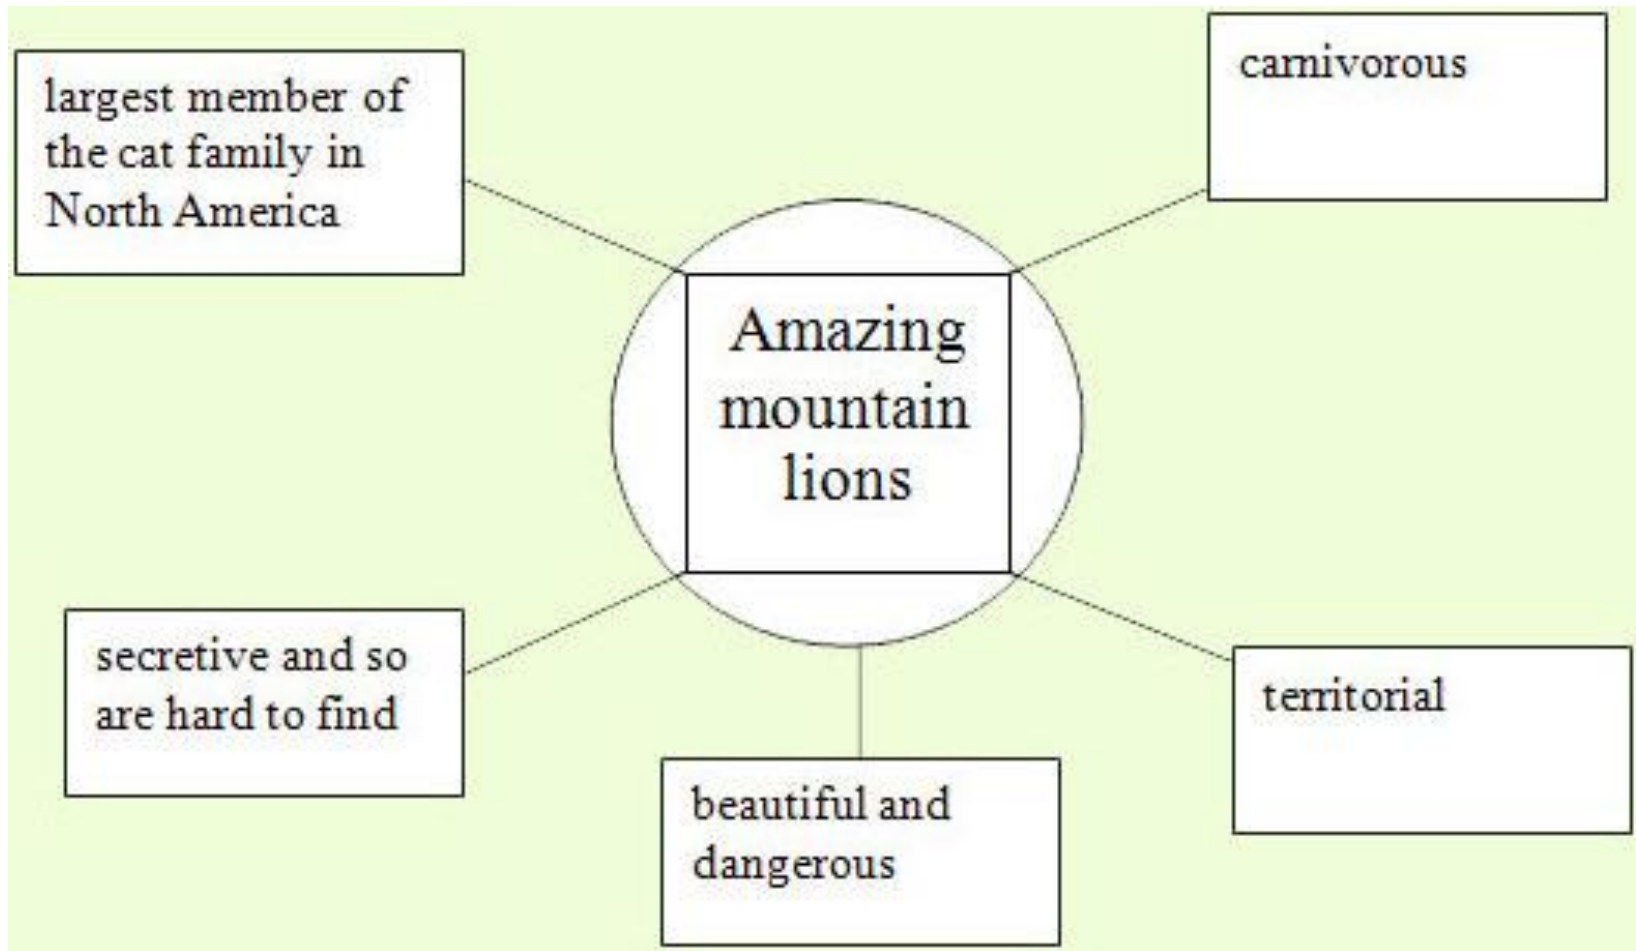 largest member of
the cat family in
North America
carnivorous
Amazing
mountain
lions
secretive and so
are hard to find
beautiful and
dangerous
territorial